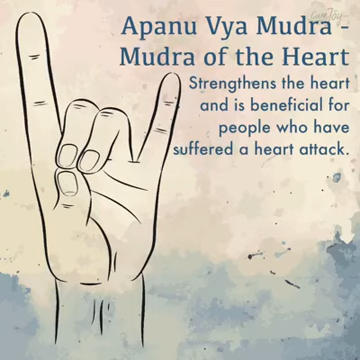 Apanu Vya Mudra -
Mudra of the Heart
Strengthens the heart
and is beneficial for
people who have
suffered a heart attack.